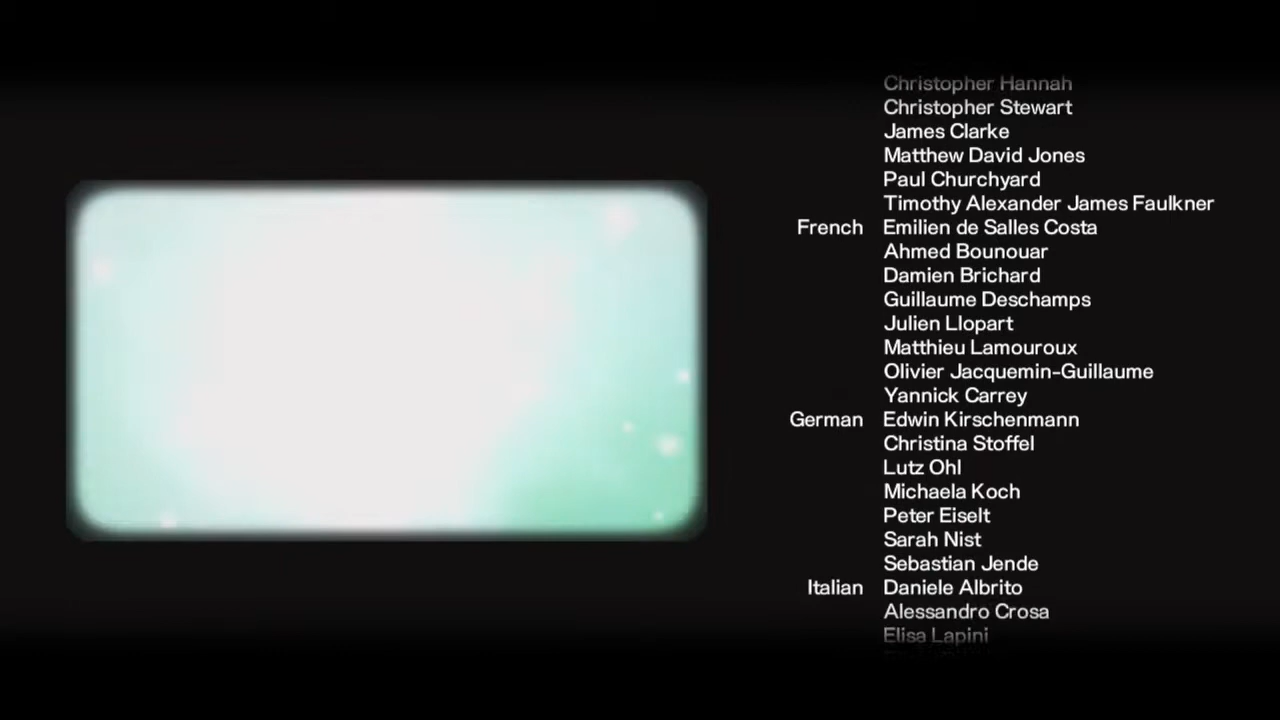 Christopher Hannah
Christopher Stewart
James Clarke
Matthew David Jones
Paul Churchyard
Timothy Alexander James Faulkner
French Emilien de Salles Costa
Ahmed Bounouar
Damien Brichard
Guillaume Deschamps
Julien Llopart
Matthieu Lamouroux
Olivier Jacquemin-Guillaume
Yannick Carrey
German Edwin Kirschenmann
Christina Stoffel
Lutz Ohl
Michaela Koch
Peter Eiselt
Sarah Nist
Sebastian Jende
Italian Daniele Albrito
Alessandro Crosa
Elisa Lapini